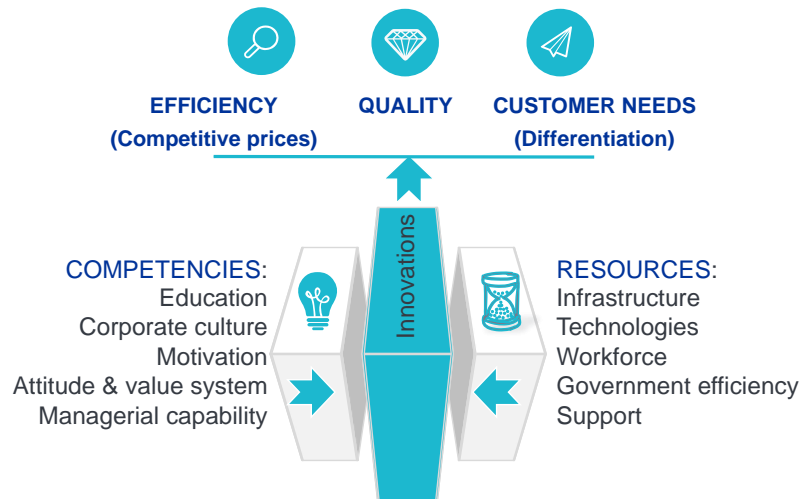 EFFICIENCY
(Competitive prices)
QUALITY
CUSTOMER NEEDS
(Differentiation)
Innovations
COMPETENCIES:
Education
Corporate culture
Motivation
Attitude & value system
Managerial capability
RESOURCES:
Infrastructure
Technologies
Workforce
Government efficiency
Support